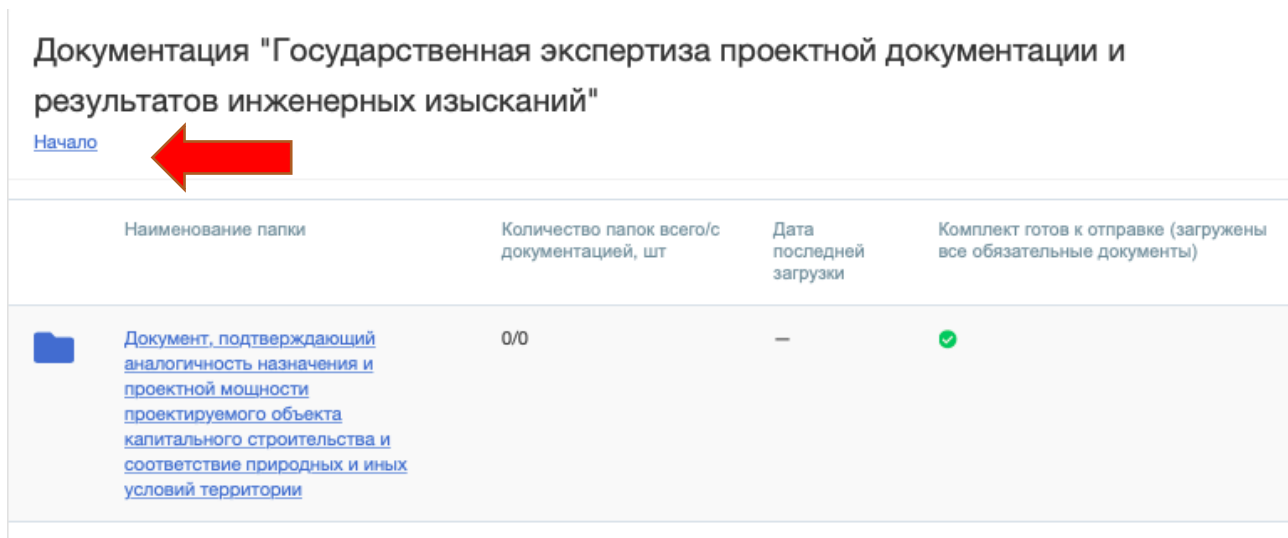 Документация "Государственная экспертиза проектной документации и
результатов инженерных изысканий"
Начало
Наименование папки
Количество папок всего/с
документацией, шт
Дата
последней
загрузки
Комплект готов к отправке (загружены
все обязательные документы)
Документ, подтверждающий
аналогичность назначения и
проектной мощности
проектируемого объекта
капитального строительства и
соответствие природных и иных
условий территории
0/0
—